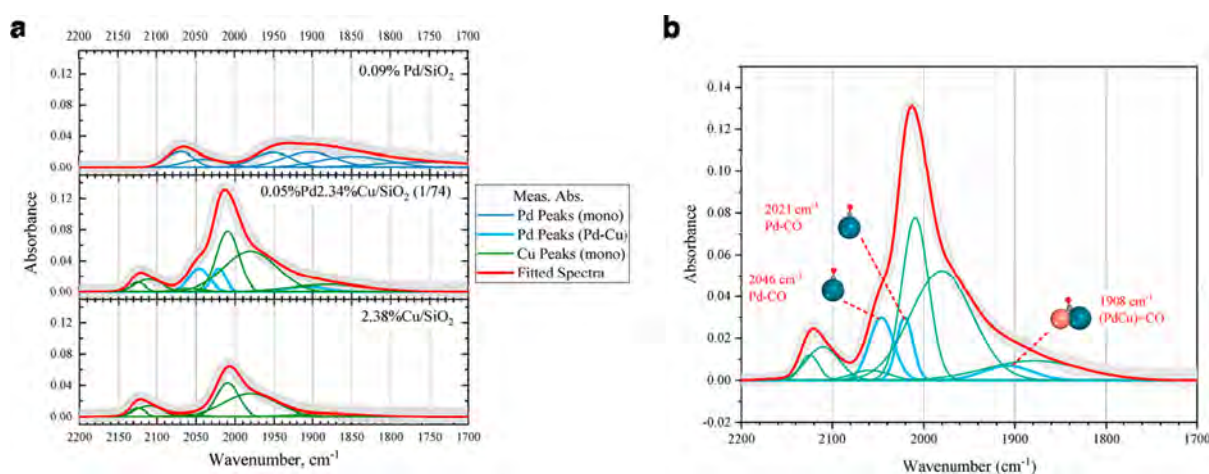 a
2200 2100 2050 2000 1950 1900 1850 1800 1700
0.09% Pd/SiO2
0.12
0.08
0.04
0.00
0.05%Pd2.34%Cu/SiO2 (1/74)
0.12
0.08
0.04
0.00
2.38%Cu/SiO2
0.12
0.08
0.04
0.00
2200 2100 2050 2000 1950 1900 1850 1800 1700
Absorbance
Wavenumber, cm-1
Meas. Abs.
Pd Peaks (mono)
Pd Peaks (Pd-Cu)
Cu Peaks (mono)
Fitted Spectra
b
0.14
0.12
0.10
0.08
0.06
0.04
0.02
0.00
-0.02
Absorbance
2021 cm-1
Pd-CO
2046 cm-1
Pd-CO
1908 cm-1
(PdCu)=CO
2200 2100 2000 1900 1800 1700
Wavenumber (cm-1)